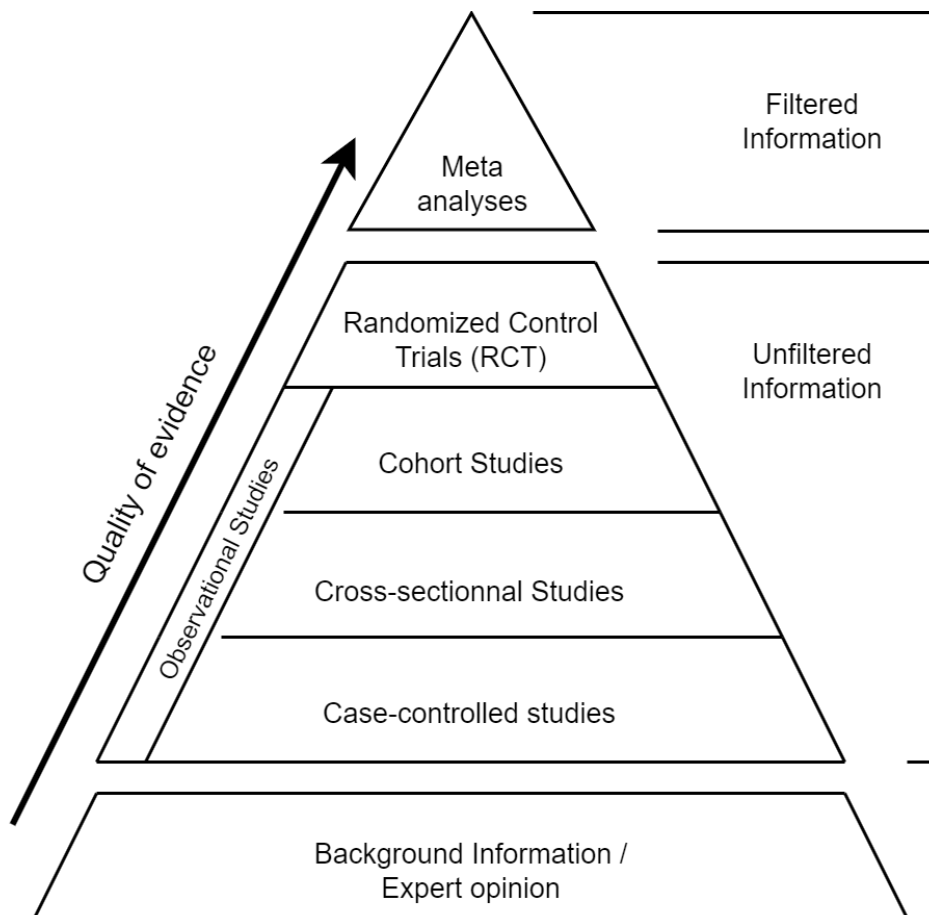 Filtered
Information
Meta
analyses
Randomized Control
Trials (RCT)
Unfiltered
Information
Quality of evidence
Observational Studies
Cohort Studies
Cross-sectionnal Studies
Case-controlled studies
Background Information /
Expert opinion